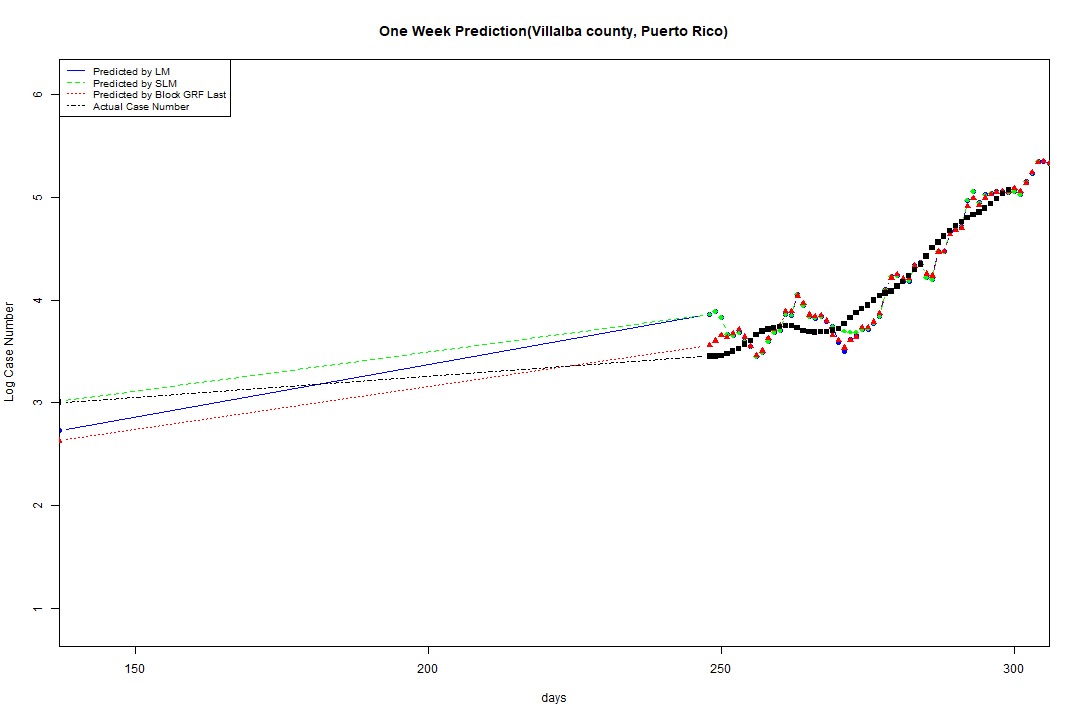 One Week Prediction(Villalba county, Puerto Rico)
Predicted by LM
Predicted by SLM
Predicted by Block GRF Last
Actual Case Number
6
5
4
3
2
1
Log Case Number
150 200 250 300
days